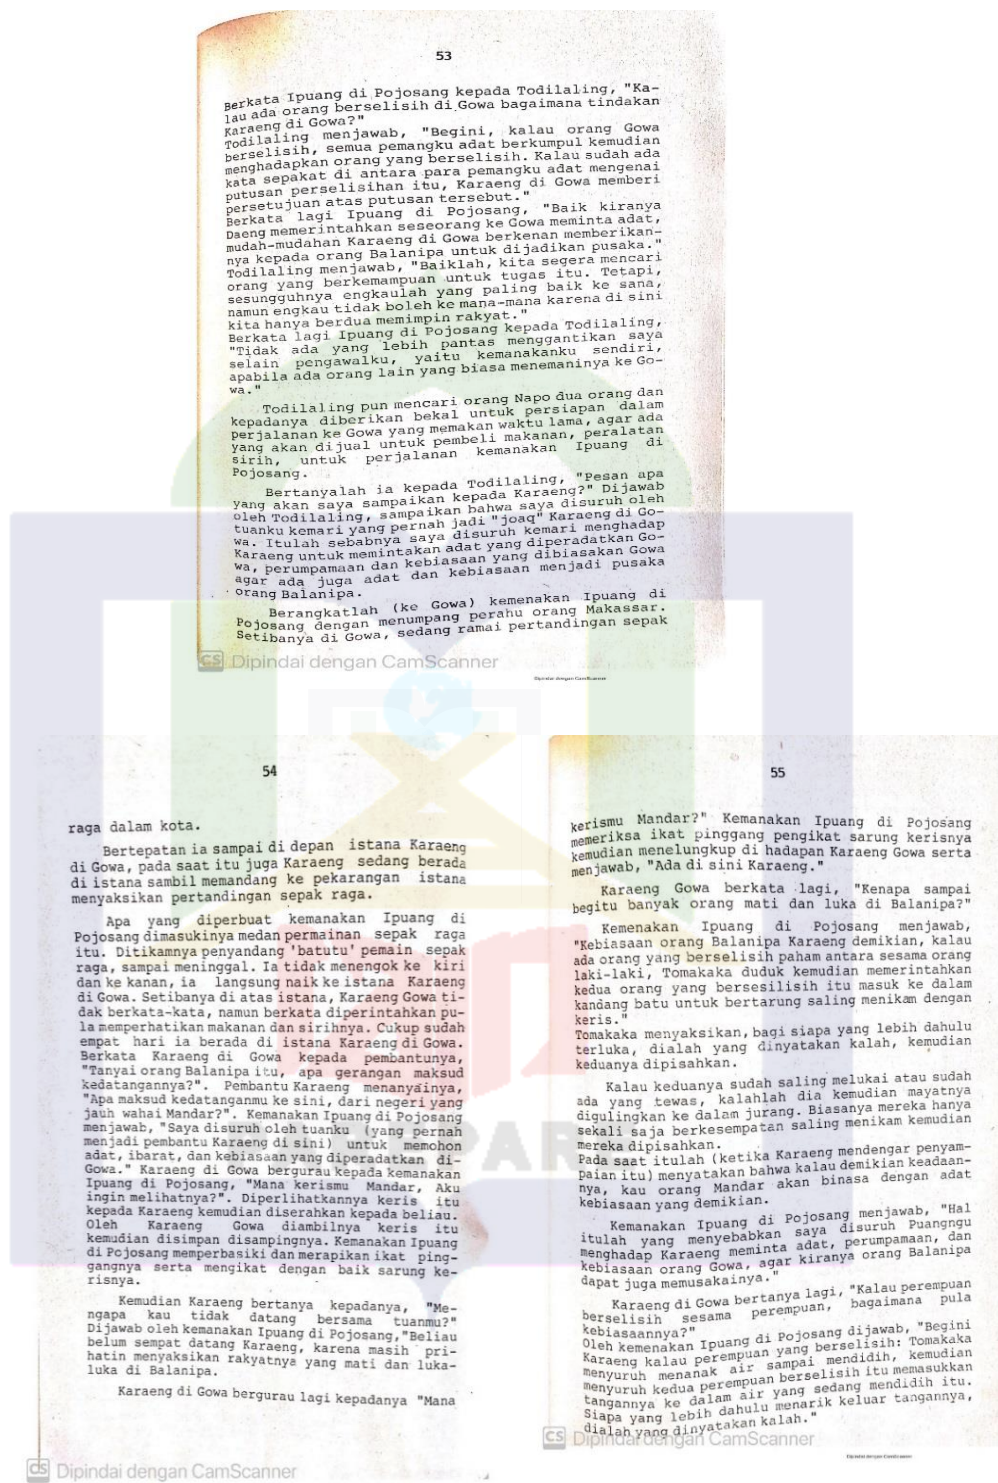 53
Berkata Ipuang di Pojosang kepada Todilaling, "Ka-
lau ada orang berselisih di Gowa bagaimana tindakan
Karaeng di Gowa?"
Todilaling menjawab, "Begini, kalau orang Gowa
berselisih, semua pemangku adat berkumpul kemudian
menghadapkan orang yang berselisih. Kalau sudah ada
kata sepakat di antara para pemangku adat mengenai
putusan perselisihan itu, Karaeng di Gowa memberi
persetujuan atas putusan tersebut."
Berkata lagi Ipuang di Pojosang, "Baik kiranya
Daeng memerintahkan seseorang ke Gowa meminta adat,
mudah-mudahan Karaeng di Gowa berkenan memberikan-
nya kepada orang Balanipa untuk dijadikan pusaka."
Todilaling menjawab, "Baiklah, kita segera mencari
orang yang berkemampuan untuk tugas itu. Tetapi,
sesungguhnya engkaulah yang paling baik ke sana,
namun engkau tidak boleh ke mana-mana karena di sini
kita hanya berdua memimpin rakyat."
Berkata lagi Ipuang di Pojosang kepada Todilaling,
"Tidak ada yang lebih pantas menggantikan saya
selain pengawalku, yaitu kemanakanku sendiri,
apabila ada orang lain yang biasa menemaninya ke Go-
wa."
Todilaling pun mencari orang Napo dua orang dan
kepadanya diberikan bekal untuk persiapan dalam
perjalanan ke Gowa yang memakan waktu lama, agar ada
yang akan dijual untuk pembeli makanan, peralatan
sirih, untuk perjalanan kemanakan Ipuang di
Pojosang.
Bertanyalah ia kepada Todilaling, "Pesan apa
yang akan saya sampaikan kepada Karaeng?" Dijawab
oleh Todilaling, sampaikan bahwa saya disuruh oleh
tuanku kemari yang pernah jadi "joaq" Karaeng di Go-
wa. Itulah sebabnya saya disuruh kemari menghadap
Karaeng untuk memintakan adat yang diperadatkan Go-
wa, perumpamaan dan kebiasaan yang dibiasakan Gowa
agar ada juga adat dan kebiasaan menjadi pusaka
orang Balanipa.
Berangkatlah (ke Gowa) kemenakan Ipuang di
Pojosang dengan menumpang perahu orang Makassar.
Setibanya di Gowa, sedang ramai pertandingan sepak
CS Dipindai dengan CamScanner
Dipindai dengan CamScanner
54
raga dalam kota.
Bertepatan ia sampai di depan istana Karaeng
di Gowa, pada saat itu juga Karaeng sedang berada
di istana sambil memandang ke pekarangan istana
menyaksikan pertandingan sepak raga.
Apa yang diperbuat kemanakan Ipuang di
Pojosang dimasukinya medan permainan sepak raga
itu. Ditikamnya penyandang 'batutu' pemain sepak
raga, sampai meninggal. Ia tidak menengok ke kiri
dan ke kanan, ia langsung naik ke istana Karaeng
di Gowa. Setibanya di atas istana, Karaeng Gowa ti-
dak berkata-kata, namun berkata diperintahkan pu-
la memperhatikan makanan dan sirihnya. Cukup sudah
empat hari ia berada di istana Karaeng di Gowa.
Berkata Karaeng di Gowa kepada pembantunya,
"Tanyai orang Balanipa itu, apa gerangan maksud
kedatangannya?". Pembantu Karaeng menanyainya,
"Apa maksud kedatanganmu ke sini, dari negeri yang
jauh wahai Mandar?". Kemanakan Ipuang di Pojosang
menjawab, "Saya disuruh oleh tuanku (yang pernah
menjadi pembantu Karaeng di sini) untuk memohon
adat, ibarat, dan kebiasaan yang diperadatkan di-
Gowa." Karaeng di Gowa bergurau kepada kemanakan
Ipuang di Pojosang, "Mana kerismu Mandar, Aku
ingin melihatnya?". Diperlihatkannya keris itu
kepada Karaeng kemudian diserahkan kepada beliau.
Oleh Karaeng Gowa diambilnya keris itu
kemudian disimpan disampingnya. Kemanakan Ipuang
di Pojosang memperbasiki dan merapikan ikat ping-
gangnya serta mengikat dengan baik sarung ke-
risnya.
Kemudian Karaeng bertanya kepadanya, "Me-
ngapa kau tidak datang bersama tuanmu?"
Dijawab oleh kemanakan Ipuang di Pojosang,"Beliau
belum sempat datang Karaeng, karena masih pri-
hatin menyaksikan rakyatnya yang mati dan luka-
luka di Balanipa.
Karaeng di Gowa bergurau lagi kepadanya "Mana
CS Dipindai dengan CamScanner
55
kerismu Mandar?" Kemanakan Ipuang di Pojosang
memeriksa ikat pinggang pengikat sarung kerisnya
kemudian menelungkup di hadapan Karaeng Gowa serta
menjawab, "Ada di sini Karaeng."
Karaeng Gowa berkata lagi, "Kenapa sampai
begitu banyak orang mati dan luka di Balanipa?"
Kemenakan Ipuang di Pojosang menjawab,
"Kebiasaan orang Balanipa Karaeng demikian, kalau
ada orang yang berselisih paham antara sesama orang
laki-laki, Tomakaka duduk kemudian memerintahkan
kedua orang yang bersesilisih itu masuk ke dalam
kandang batu untuk bertarung saling menikam dengan
keris."
Tomakaka menyaksikan, bagi siapa yang lebih dahulu
terluka, dialah yang dinyatakan kalah, kemudian
keduanya dipisahkan.
Kalau keduanya sudah saling melukai atau sudah
ada yang tewas, kalahlah dia kemudian mayatnya
digulingkan ke dalam jurang. Biasanya mereka hanya
sekali saja berkesempatan saling menikam kemudian
mereka dipisahkan.
Pada saat itulah (ketika Karaeng mendengar penyam-
paian itu) menyatakan bahwa kalau demikian keadaan-
nya, kau orang Mandar akan binasa dengan adat
kebiasaan yang demikian.
Kemanakan Ipuang di Pojosang menjawab, "Hal
itulah yang menyebabkan saya disuruh Puangngu
menghadap Karaeng meminta adat, perumpamaan, dan
kebiasaan orang Gowa, agar kiranya orang Balanipa
dapat juga memusakainya."
Karaeng di Gowa bertanya lagi, "Kalau perempuan
berselisih sesama perempuan, bagaimana pula
kebiasaannya?"
Oleh kemenakan Ipuang di Pojosang dijawab, "Begini
Karaeng kalau perempuan yang berselisih: Tomakaka
menyuruh menanak air sampai mendidih, kemudian
menyuruh kedua perempuan berselisih itu memasukkan
tangannya ke dalam air yang sedang mendidih itu.
Siapa yang lebih dahulu menarik keluar tangannya,
dialah yang dinyatakan kalah."
CS Dipindai dengan CamScanner
Dipindai dengan CamScanner